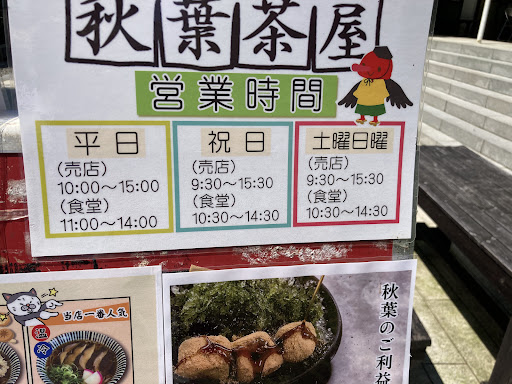 秋葉茶屋
営業時間
平日
(売店)
10:00～15:00
(食堂)
11:00～14:00
祝日
(売店)
9:30～15:30
(食堂)
10:30～14:30
土曜日曜
(売店)
9:30～15:30
(食堂)
10:30～14:30
当店一番人気
温
冷
秋葉のご利益